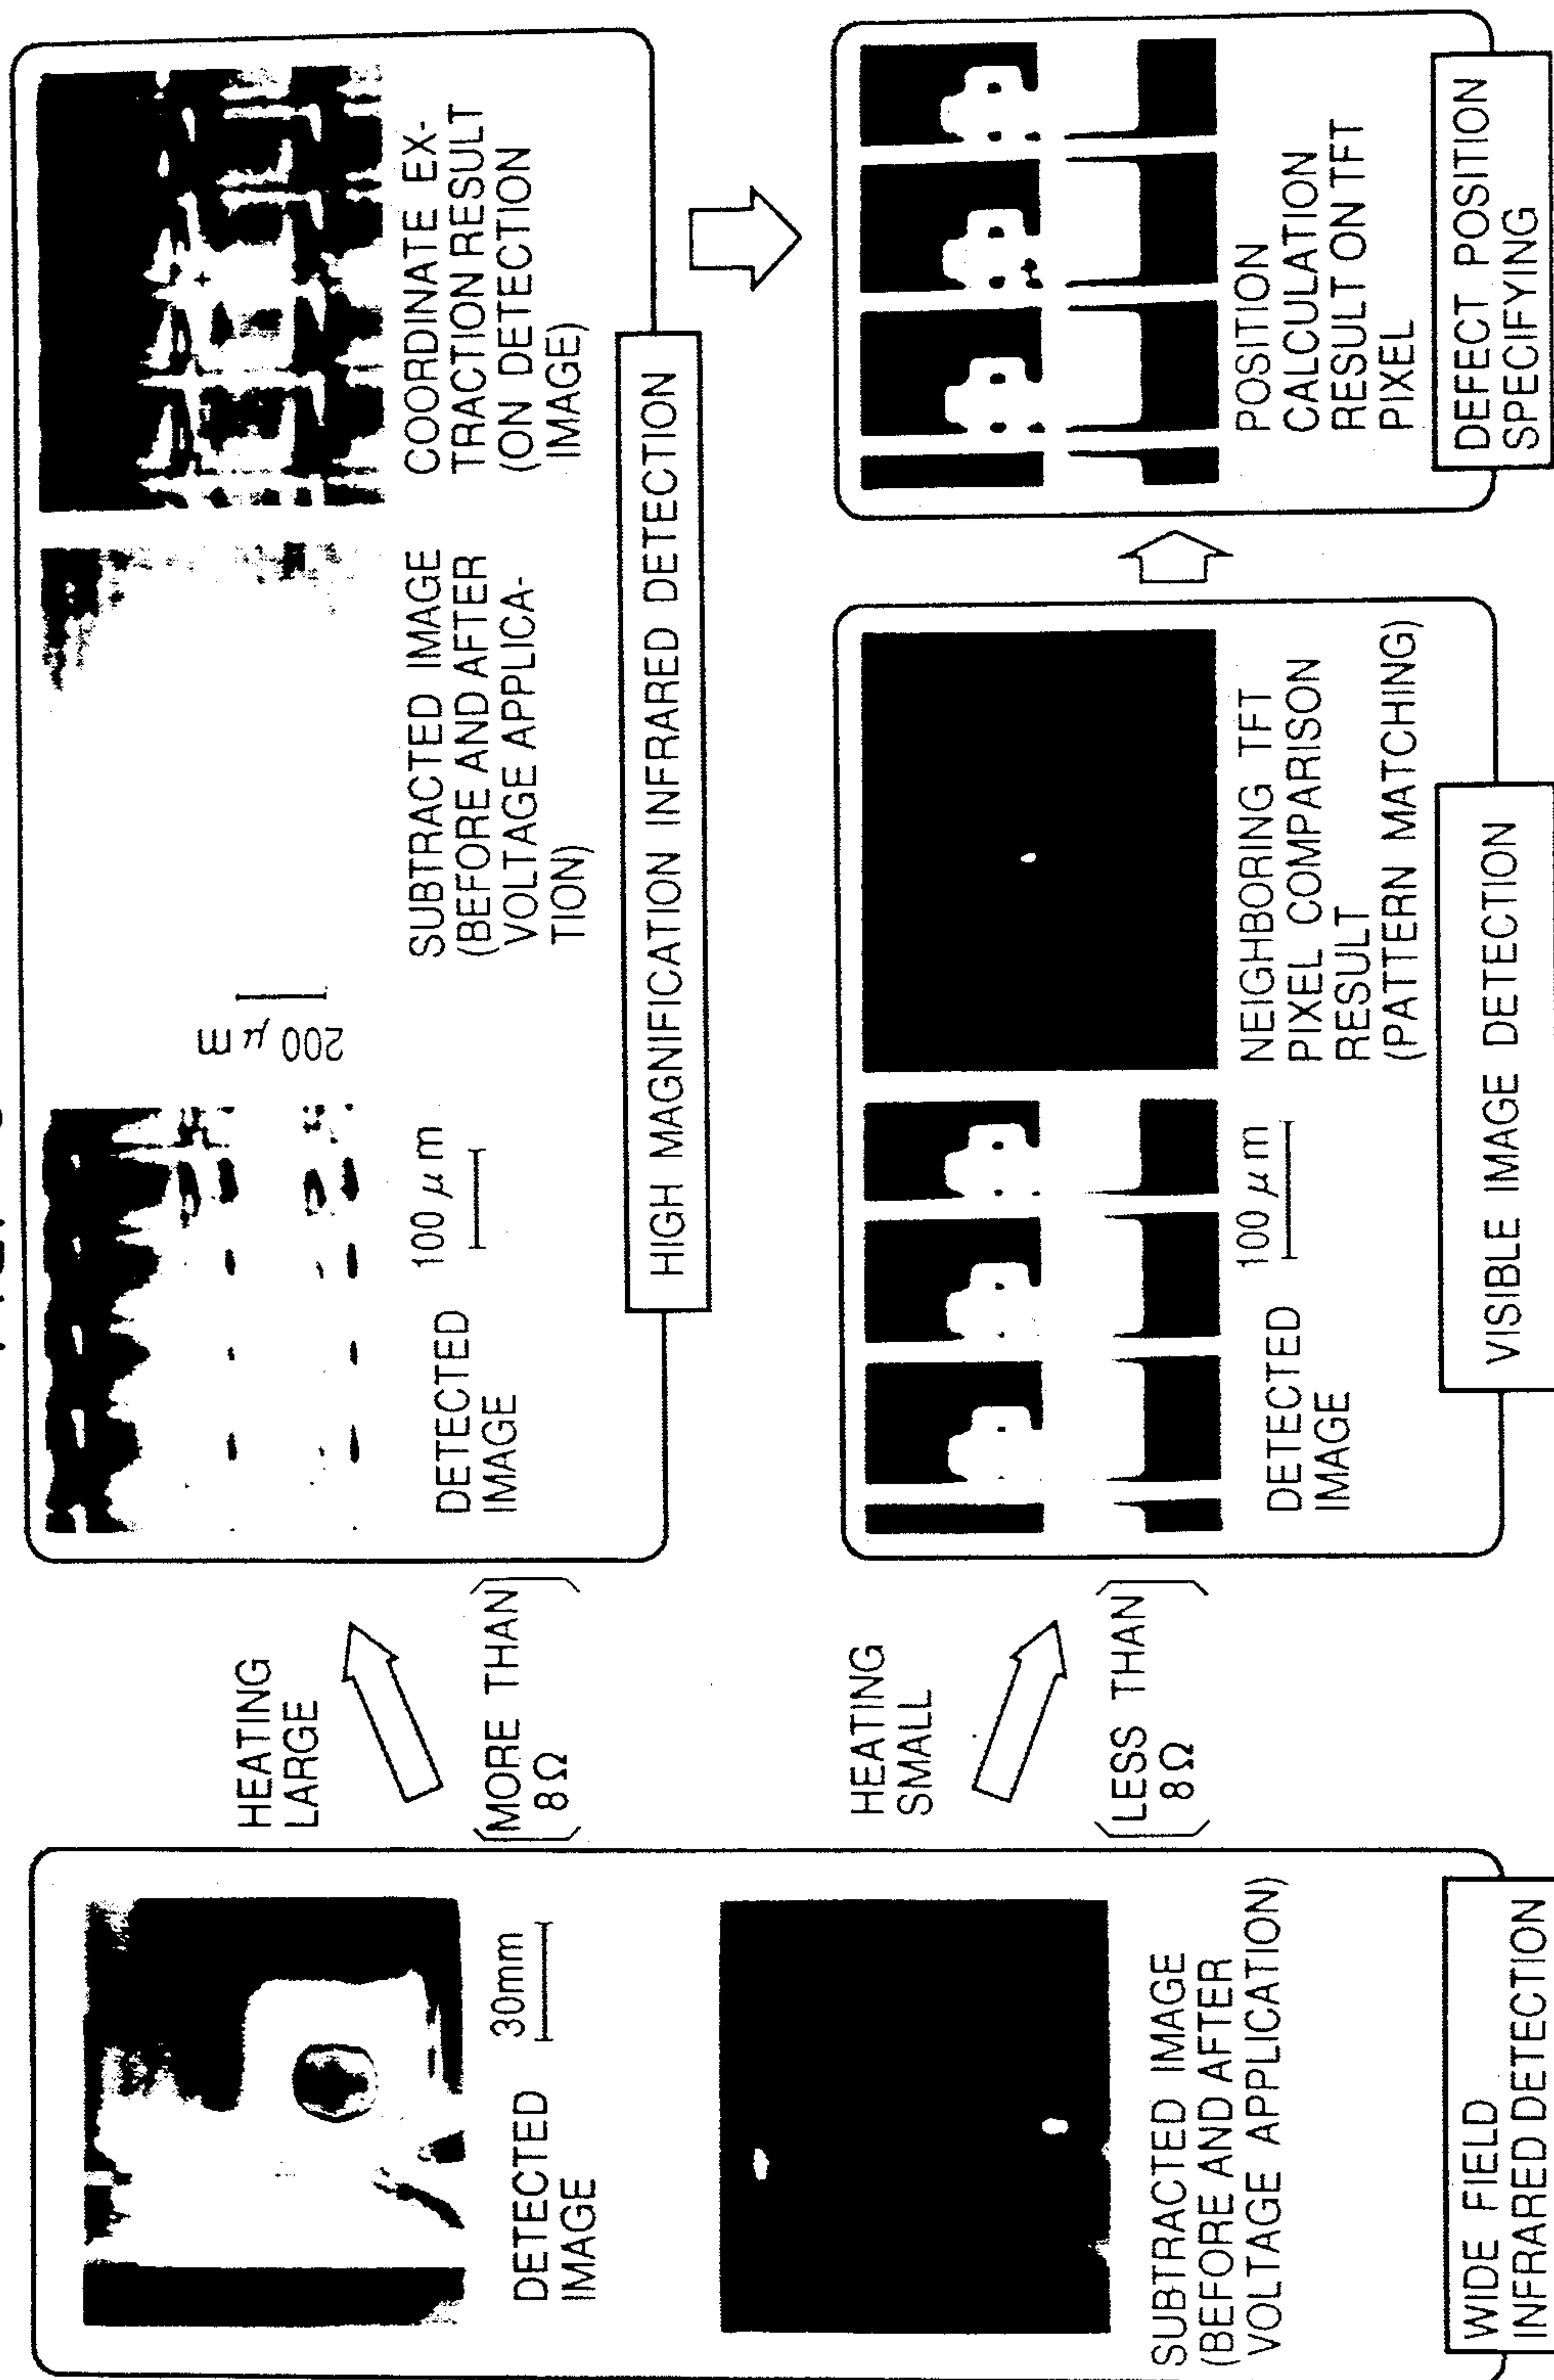 DETECTED
IMAGE
30mm
SUBTRACTED IMAGE
(BEFORE AND AFTER
VOLTAGE APPLICATION)
WIDE FIELD
INFRARED DETECTION
HEATING
LARGE
(MORE THAN
8Ω)
HEATING
SMALL
(LESS THAN
8Ω)
DETECTED
IMAGE
100 μm
200 μm
SUBTRACTED IMAGE
(BEFORE AND AFTER
VOLTAGE APPLICA-
TION)
COORDINATE EX-
TRACTION RESULT
(ON DETECTION
IMAGE)
HIGH MAGNIFICATION INFRARED DETECTION
DETECTED
IMAGE
100 μm
NEIGHBORING TFT
PIXEL COMPARISON
RESULT
(PATTERN MATCHING)
VISIBLE IMAGE DETECTION
POSITION
CALCULATION
RESULT ON TFT
PIXEL
DEFECT POSITION
SPECIFYING